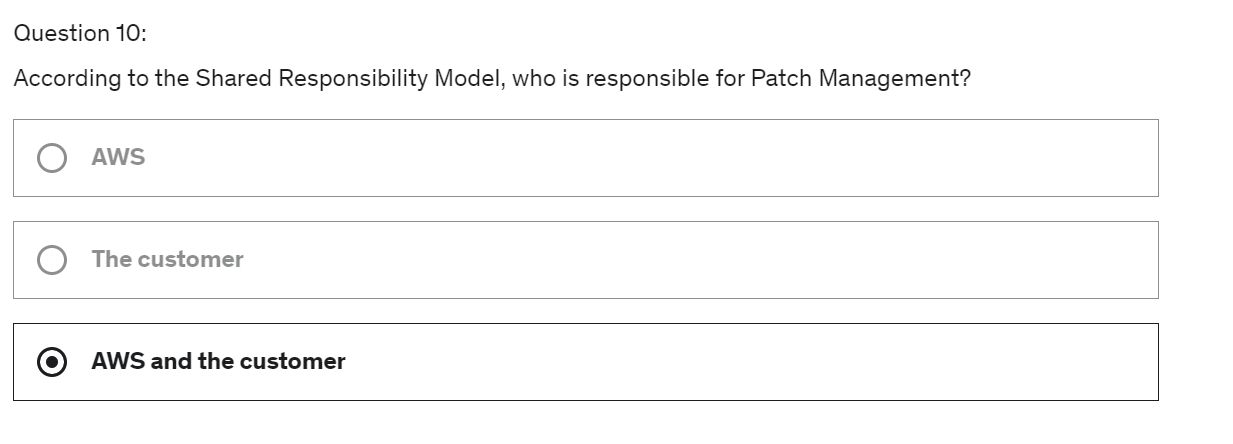 Question 10:
According to the Shared Responsibility Model, who is responsible for Patch Management?
AWS
The customer
AWS and the customer